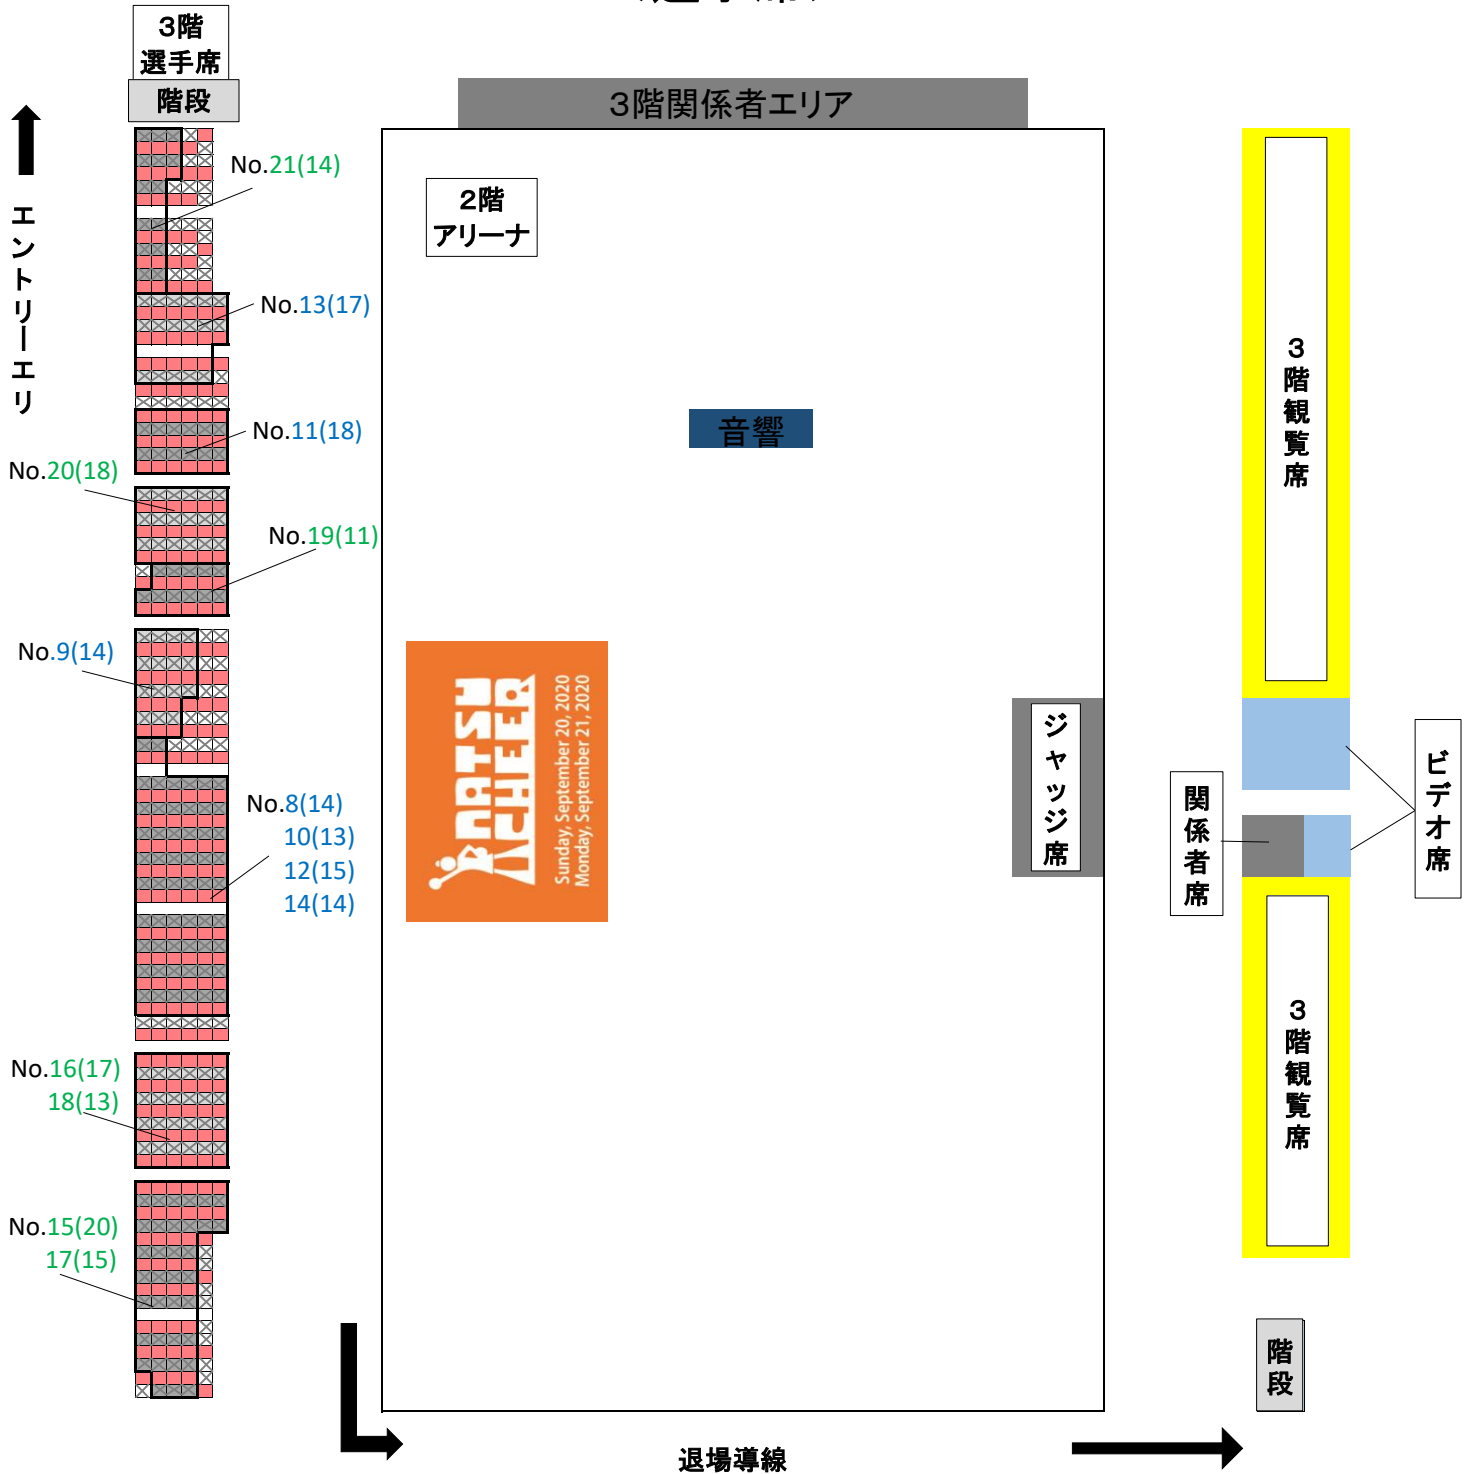 3階
選手席
階段
3階関係者エリア
エントリーエリ
No.21(14)
2階
アリーナ
No.13(17)
No.11(18)
音響
No.20(18)
No.19(11)
No.9(14)
MATSU
CHEER
Sunday, September 20, 2020
Monday, September 21, 2020
ジャッジ席
3階観覧席
ビデオ席
関係者席
No.8(14)
10(13)
12(15)
14(14)
3階観覧席
No.16(17)
18(13)
No.15(20)
17(15)
階段
退場導線